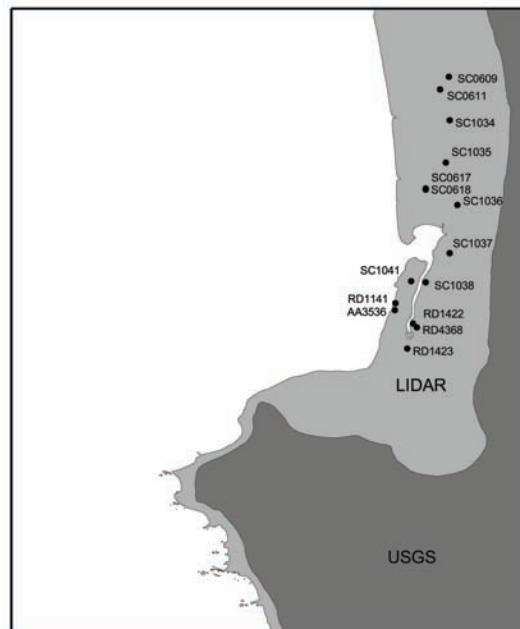 SC0609
SC0611
SC1034
SC1035
SC0617
SC0618
SC1036
SC1037
SC1041
SC1038
RD1141
AA3536
RD1422
RD4368
RD1423
LIDAR
USGS